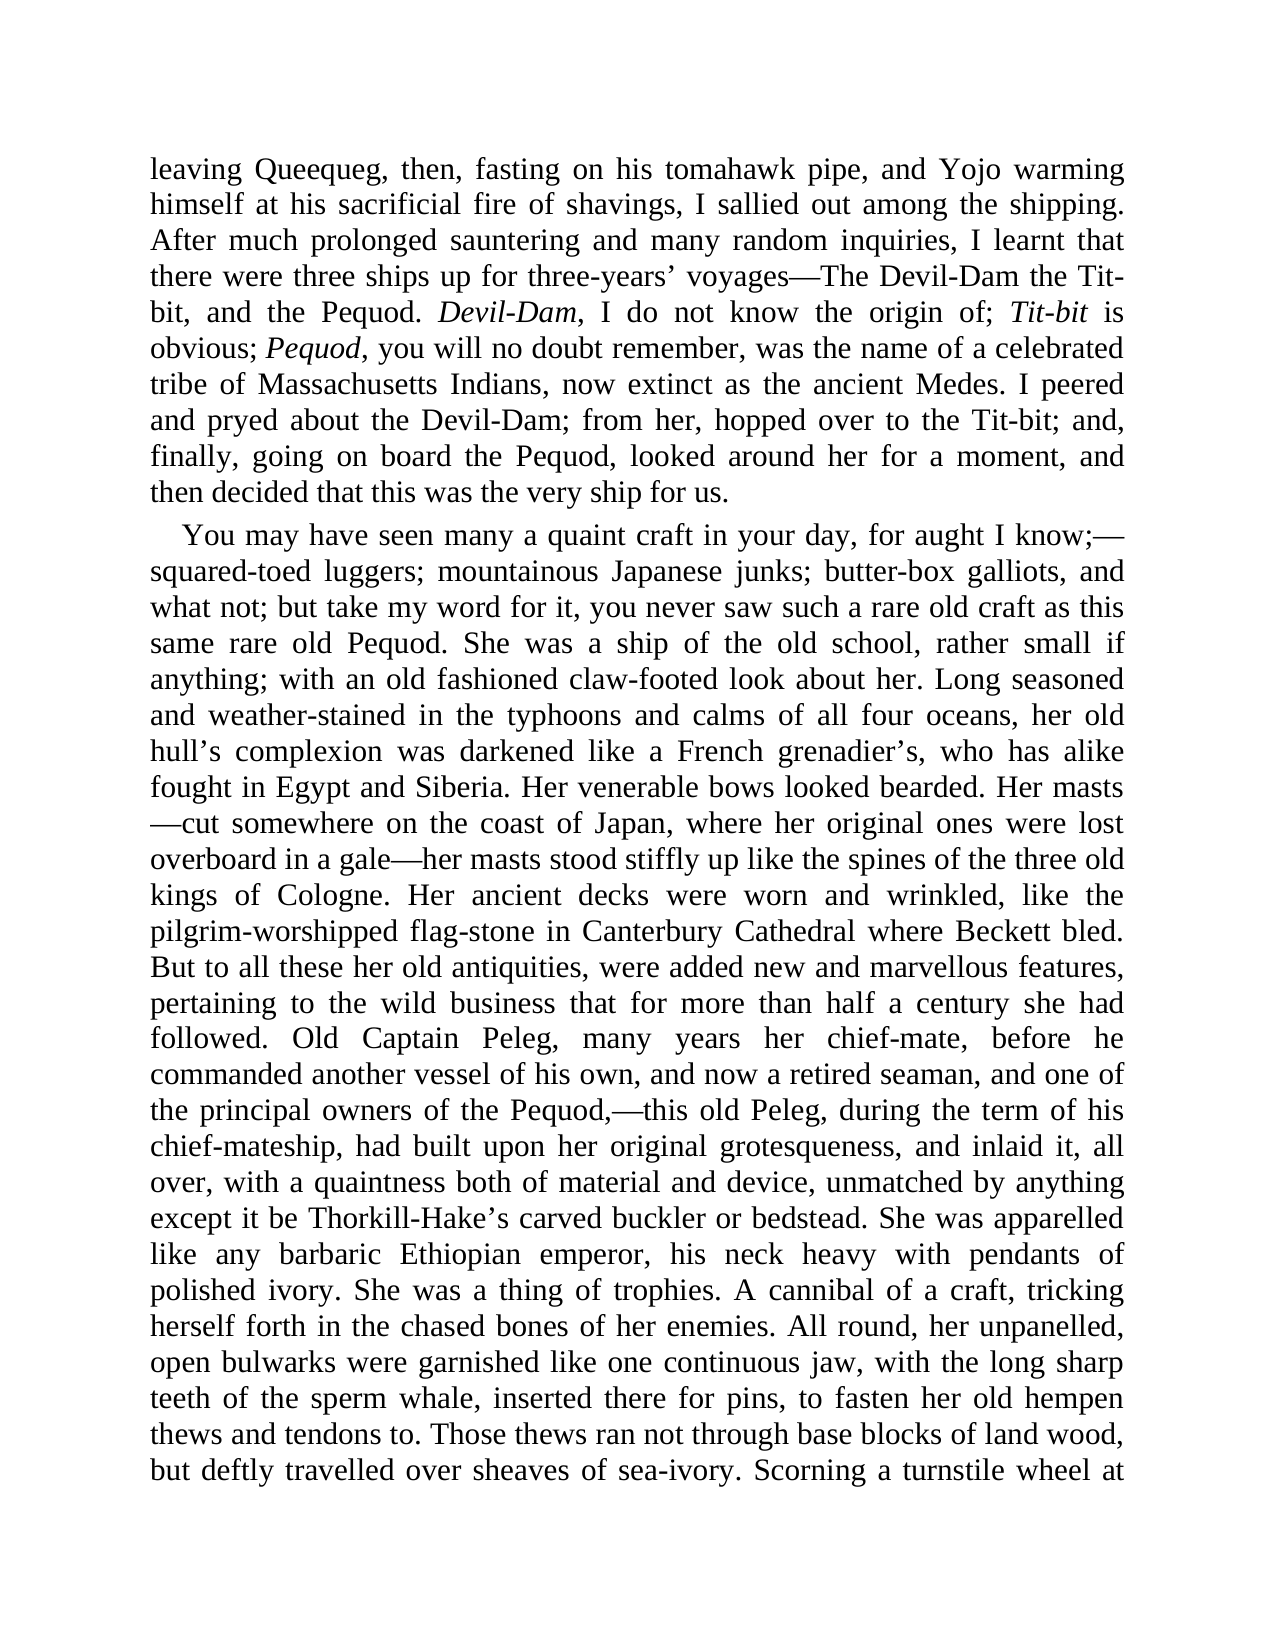 leaving Queequeg, then, fasting on his tomahawk pipe, and Yojo warming
himself at his sacrificial fire of shavings, I sallied out among the shipping.
After much prolonged sauntering and many random inquiries, I learnt that
there were three ships up for three-years’ voyages—The Devil-Dam the Tit-
bit, and the Pequod. Devil-Dam, I do not know the origin of; Tit-bit is
obvious; Pequod, you will no doubt remember, was the name of a celebrated
tribe of Massachusetts Indians, now extinct as the ancient Medes. I peered
and pryed about the Devil-Dam; from her, hopped over to the Tit-bit; and,
finally, going on board the Pequod, looked around her for a moment, and
then decided that this was the very ship for us.
You may have seen many a quaint craft in your day, for aught I know;—
squared-toed luggers; mountainous Japanese junks; butter-box galliots, and
what not; but take my word for it, you never saw such a rare old craft as this
same rare old Pequod. She was a ship of the old school, rather small if
anything; with an old fashioned claw-footed look about her. Long seasoned
and weather-stained in the typhoons and calms of all four oceans, her old
hull’s complexion was darkened like a French grenadier’s, who has alike
fought in Egypt and Siberia. Her venerable bows looked bearded. Her masts
—cut somewhere on the coast of Japan, where her original ones were lost
overboard in a gale—her masts stood stiffly up like the spines of the three old
kings of Cologne. Her ancient decks were worn and wrinkled, like the
pilgrim-worshipped flag-stone in Canterbury Cathedral where Beckett bled.
But to all these her old antiquities, were added new and marvellous features,
pertaining to the wild business that for more than half a century she had
followed. Old Captain Peleg, many years her chief-mate, before he
commanded another vessel of his own, and now a retired seaman, and one of
the principal owners of the Pequod,—this old Peleg, during the term of his
chief-mateship, had built upon her original grotesqueness, and inlaid it, all
over, with a quaintness both of material and device, unmatched by anything
except it be Thorkill-Hake’s carved buckler or bedstead. She was apparelled
like any barbaric Ethiopian emperor, his neck heavy with pendants of
polished ivory. She was a thing of trophies. A cannibal of a craft, tricking
herself forth in the chased bones of her enemies. All round, her unpanelled,
open bulwarks were garnished like one continuous jaw, with the long sharp
teeth of the sperm whale, inserted there for pins, to fasten her old hempen
thews and tendons to. Those thews ran not through base blocks of land wood,
but deftly travelled over sheaves of sea-ivory. Scorning a turnstile wheel at